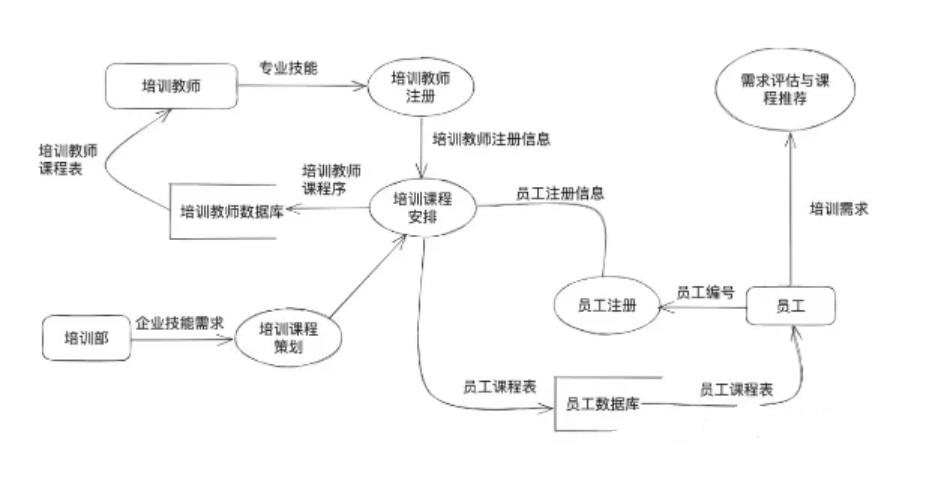 专业技能
培训教师
培训教师
注册
需求评估与课
程推荐
培训教师
课程表
培训教师注册信息
培训教师
课程序
培训教师数据库
培训课程
安排
员工注册信息
培训需求
员工注册
员工编号
员工
培训部
企业技能需求
培训课程
策划
员工课程表
员工数据库
员工课程表